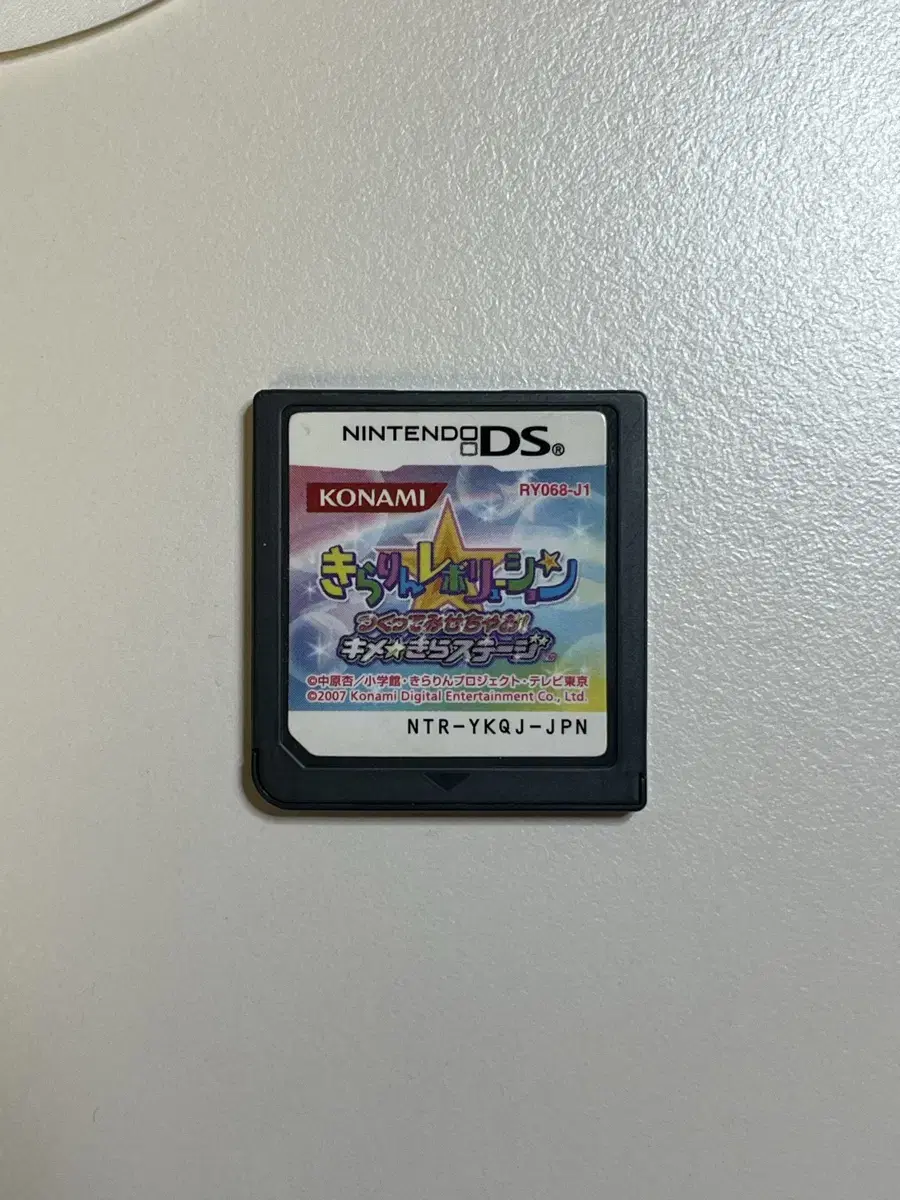 NINTENDO DS®
KONAMI
RY068-J1
きらりんレボリューション
つくってみせちゃお!
キメ★きらステージ
©中原杏/小学館・きらりんプロジェクト・テレビ東京
©2007 Konami Digital Entertainment Co., Ltd.
NTR-YKQJ-JPN